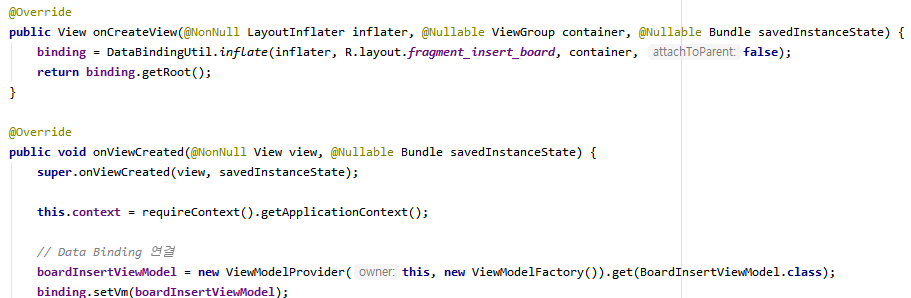 @Override
public View onCreateView(@NonNull LayoutInflater inflater, @Nullable ViewGroup container, @Nullable Bundle savedInstanceState) {
binding = DataBindingUtil.inflate(inflater, R.layout.fragment_insert_board, container, attachToParent: false);
return binding.getRoot();
}
@Override
public void onViewCreated(@NonNull View view, @Nullable Bundle savedInstanceState) {
super.onViewCreated(view, savedInstanceState);
this.context = requireContext().getApplicationContext();
// Data Binding 연결
boardInsertViewModel = new ViewModelProvider( owner: this, new ViewModelFactory()).get(BoardInsertViewModel.class);
binding.setVm(boardInsertViewModel);